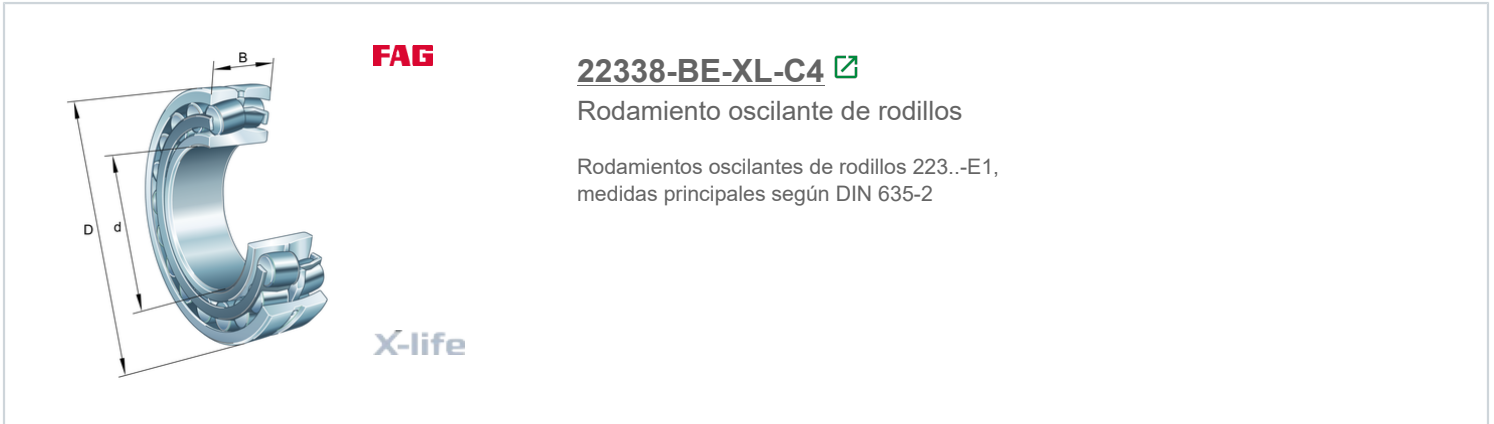 FAG
22338-BE-XL-C4
Rodamiento oscilante de rodillos
Rodamientos oscilantes de rodillos 223..-E1,
medidas principales según DIN 635-2
B
D
d
X-life